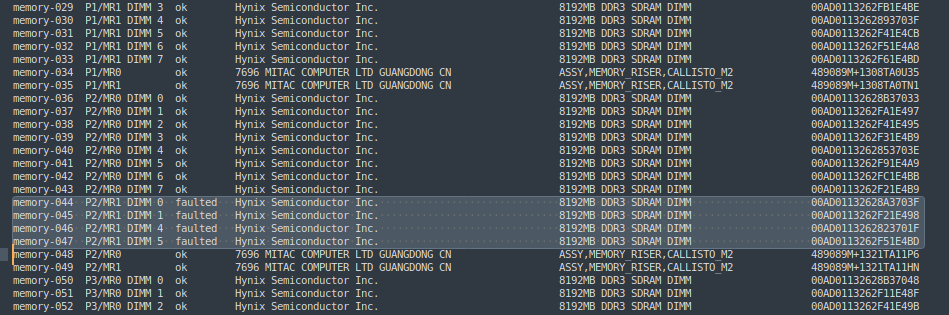 memory-029 P1/MR1 DIMM 3 ok Hynix Semiconductor Inc. 8192MB DDR3 SDRAM DIMM 00AD0113262FB1E4BE
memory-030 P1/MR1 DIMM 4 ok Hynix Semiconductor Inc. 8192MB DDR3 SDRAM DIMM 00AD0113262893703F
memory-031 P1/MR1 DIMM 5 ok Hynix Semiconductor Inc. 8192MB DDR3 SDRAM DIMM 00AD0113262F41E4CB
memory-032 P1/MR1 DIMM 6 ok Hynix Semiconductor Inc. 8192MB DDR3 SDRAM DIMM 00AD0113262F51E4A8
memory-033 P1/MR1 DIMM 7 ok Hynix Semiconductor Inc. 8192MB DDR3 SDRAM DIMM 00AD0113262F61E4BD
memory-034 P1/MR0 ok 7696 MITAC COMPUTER LTD GUANGDONG CN ASSY,MEMORY_RISER,CALLISTO_M2 489089M+1308TA0U35
memory-035 P1/MR1 ok 7696 MITAC COMPUTER LTD GUANGDONG CN ASSY,MEMORY_RISER,CALLISTO_M2 489089M+1308TA0TN1
memory-036 P2/MR0 DIMM 0 ok Hynix Semiconductor Inc. 8192MB DDR3 SDRAM DIMM 00AD01132628B37033
memory-037 P2/MR0 DIMM 1 ok Hynix Semiconductor Inc. 8192MB DDR3 SDRAM DIMM 00AD0113262FA1E497
memory-038 P2/MR0 DIMM 2 ok Hynix Semiconductor Inc. 8192MB DDR3 SDRAM DIMM 00AD0113262F41E495
memory-039 P2/MR0 DIMM 3 ok Hynix Semiconductor Inc. 8192MB DDR3 SDRAM DIMM 00AD0113262F31E4B9
memory-040 P2/MR0 DIMM 4 ok Hynix Semiconductor Inc. 8192MB DDR3 SDRAM DIMM 00AD0113262853703E
memory-041 P2/MR0 DIMM 5 ok Hynix Semiconductor Inc. 8192MB DDR3 SDRAM DIMM 00AD0113262F91E4A9
memory-042 P2/MR0 DIMM 6 ok Hynix Semiconductor Inc. 8192MB DDR3 SDRAM DIMM 00AD0113262FC1E4BB
memory-043 P2/MR0 DIMM 7 ok Hynix Semiconductor Inc. 8192MB DDR3 SDRAM DIMM 00AD0113262F21E4B9
memory-044 P2/MR1 DIMM 0 faulted Hynix Semiconductor Inc. 8192MB DDR3 SDRAM DIMM 00AD01132628A3703F
memory-045 P2/MR1 DIMM 1 faulted Hynix Semiconductor Inc. 8192MB DDR3 SDRAM DIMM 00AD0113262F21E498
memory-046 P2/MR1 DIMM 4 faulted Hynix Semiconductor Inc. 8192MB DDR3 SDRAM DIMM 00AD0113262823701F
memory-047 P2/MR1 DIMM 5 faulted Hynix Semiconductor Inc. 8192MB DDR3 SDRAM DIMM 00AD0113262F51E4BD
memory-048 P2/MR0 ok 7696 MITAC COMPUTER LTD GUANGDONG CN ASSY,MEMORY_RISER,CALLISTO_M2 489089M+1321TA11P6
memory-049 P2/MR1 ok 7696 MITAC COMPUTER LTD GUANGDONG CN ASSY,MEMORY_RISER,CALLISTO_M2 489089M+1321TA11HN
memory-050 P3/MR0 DIMM 0 ok Hynix Semiconductor Inc. 8192MB DDR3 SDRAM DIMM 00AD01132628B37048
memory-051 P3/MR0 DIMM 1 ok Hynix Semiconductor Inc. 8192MB DDR3 SDRAM DIMM 00AD0113262F11E48F
memory-052 P3/MR0 DIMM 2 ok Hynix Semiconductor Inc. 8192MB DDR3 SDRAM DIMM 00AD0113262F41E49B